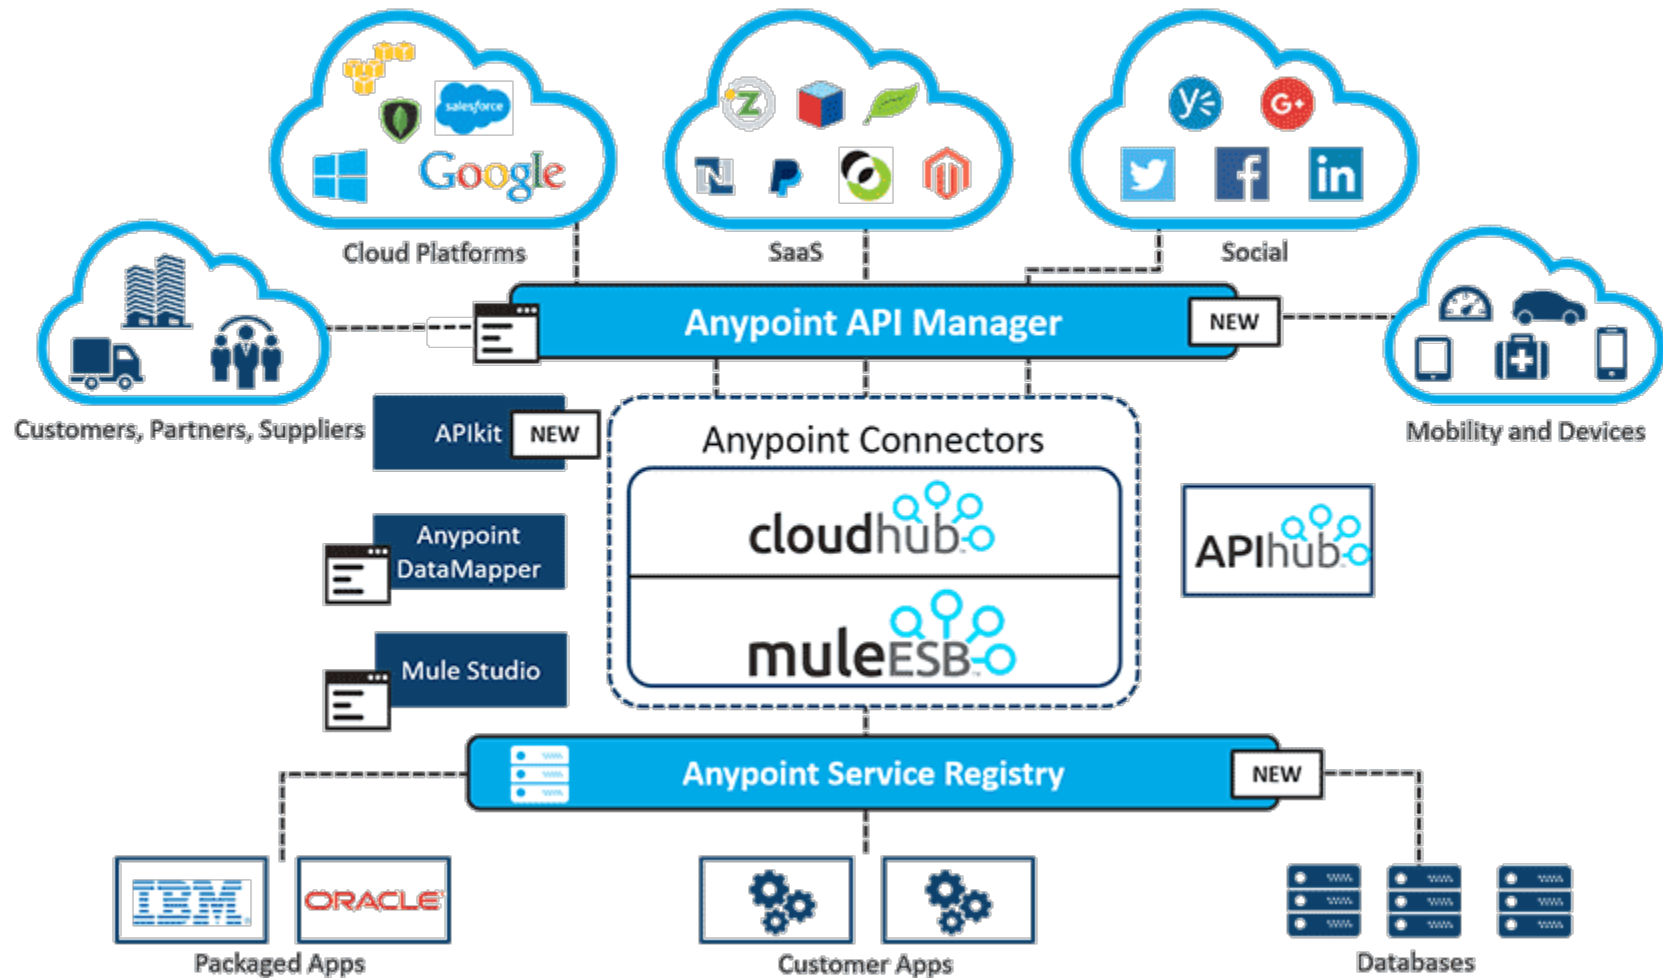 salesforce
Google
Cloud Platforms
SaaS
Social
Anypoint API Manager
NEW
Customers, Partners, Suppliers
Mobility and Devices
APIkit
NEW
Anypoint Connectors
cloudhub
APIhub
Anypoint
DataMapper
muleESB
Mule Studio
Anypoint Service Registry
NEW
IBM
ORACLE
Packaged Apps
Customer Apps
Databases